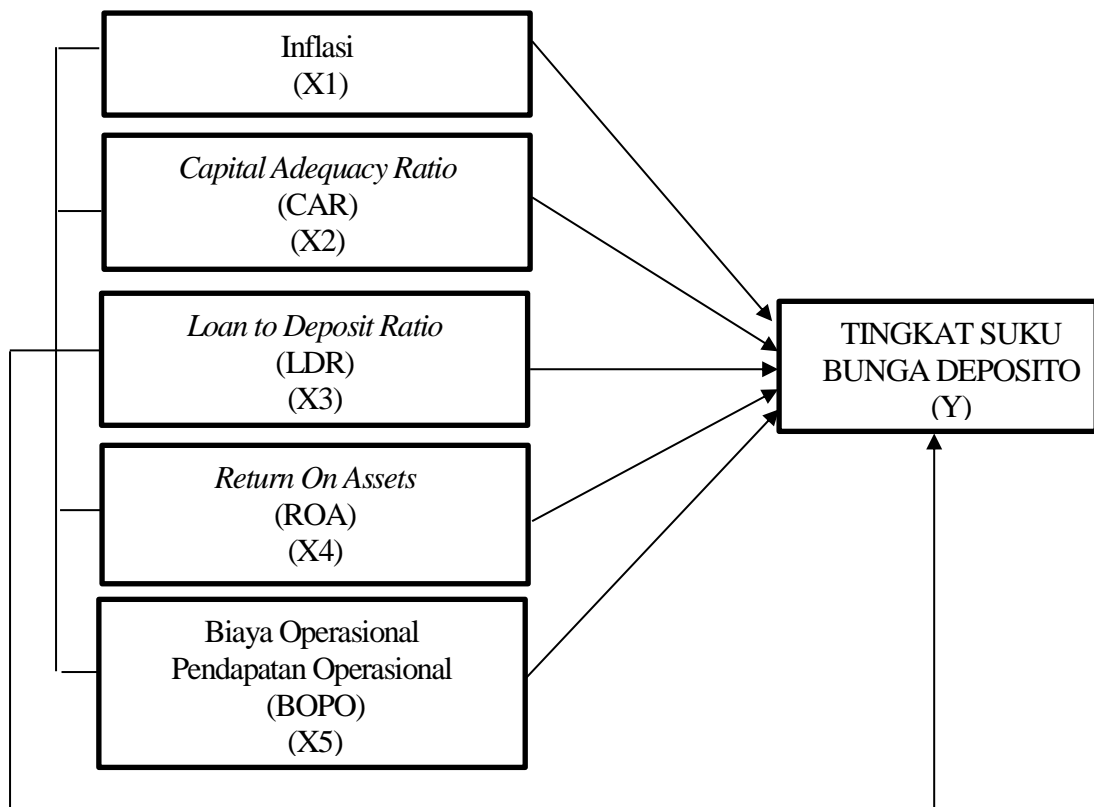 Inflasi
(X1)
Capital Adequacy Ratio
(CAR)
(X2)
Loan to Deposit Ratio
(LDR)
(X3)
Return On Assets
(ROA)
(X4)
Biaya Operasional
Pendapatan Operasional
(BOPO)
(X5)
TINGKAT SUKU
BUNGA DEPOSITO
(Y)